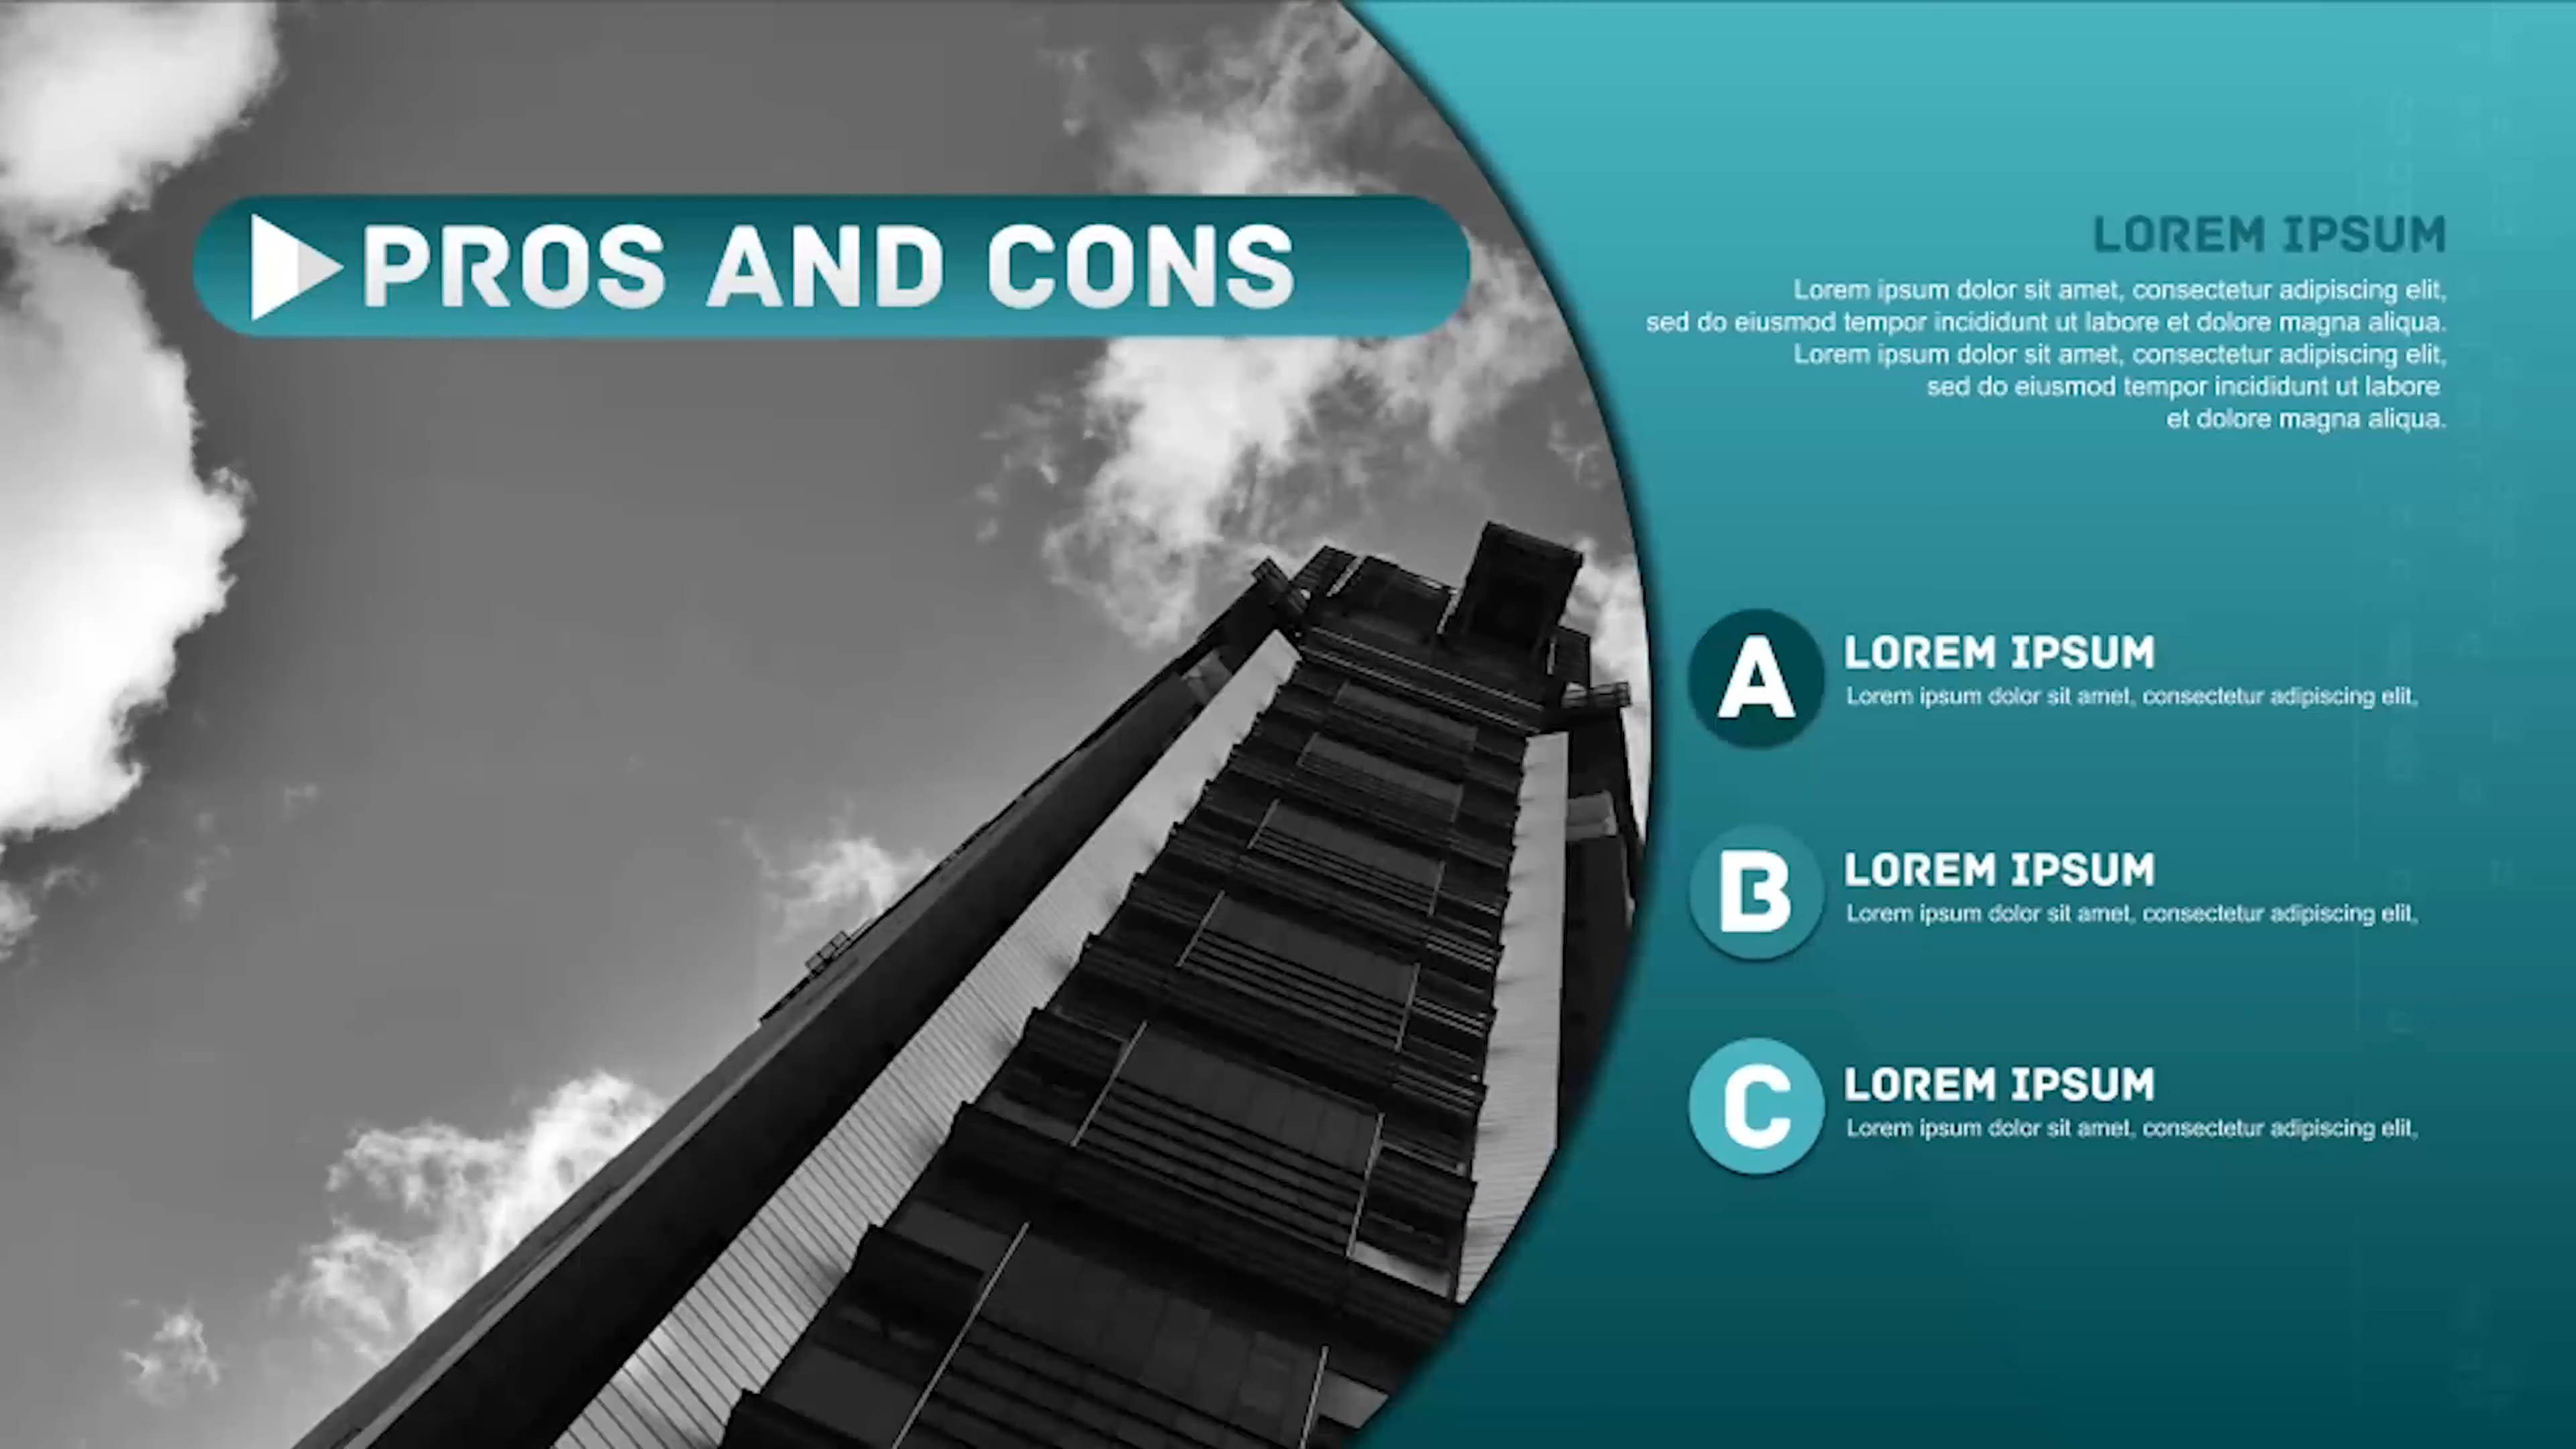 PROS AND CONS
LOREM IPSUM
Lorem ipsum dolor sit amet, consectetur adipiscing elit,
sed do eiusmod tempor incididunt ut labore et dolore magna aliqua.
Lorem ipsum dolor sit amet, consectetur adipiscing elit,
sed do eiusmod tempor incididunt ut labore
et dolore magna aliqua.
A
LOREM IPSUM
Lorem ipsum dolor sit amet, consectetur adipiscing elit,
B
LOREM IPSUM
Lorem ipsum dolor sit amet, consectetur adipiscing elit,
C
LOREM IPSUM
Lorem ipsum dolor sit amet, consectetur adipiscing elit,